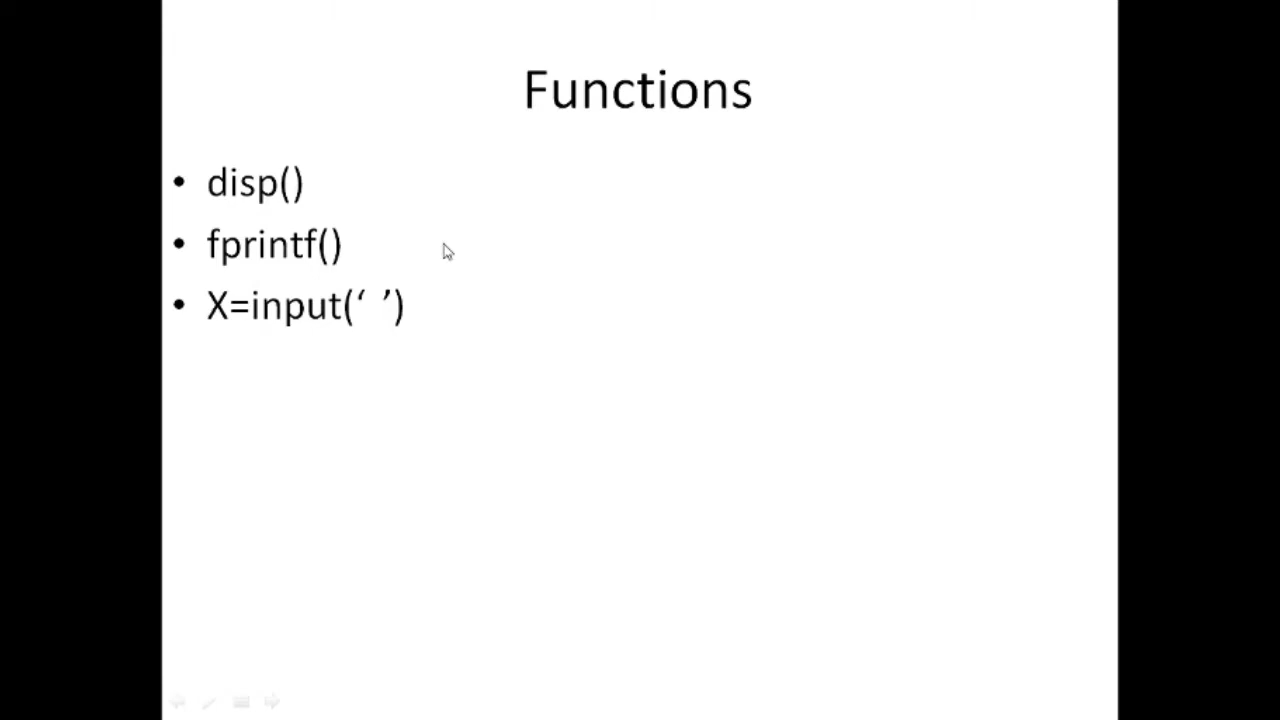 Functions
• disp()
• fprintf()
• X=input(‘ ’)